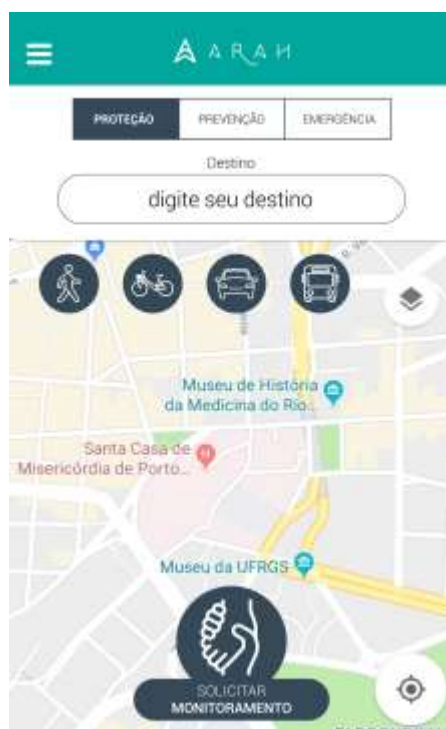 ARAH
PROTEÇÃO
PREVENÇÃO
EMERGÊNCIA
Destino
digite seu destino
Museu de História
da Medicina do Rio...
Santa Casa de
Misericórdia de Porto...
Museu da UFRGS
SOLICITAR
MONITORAMENTO